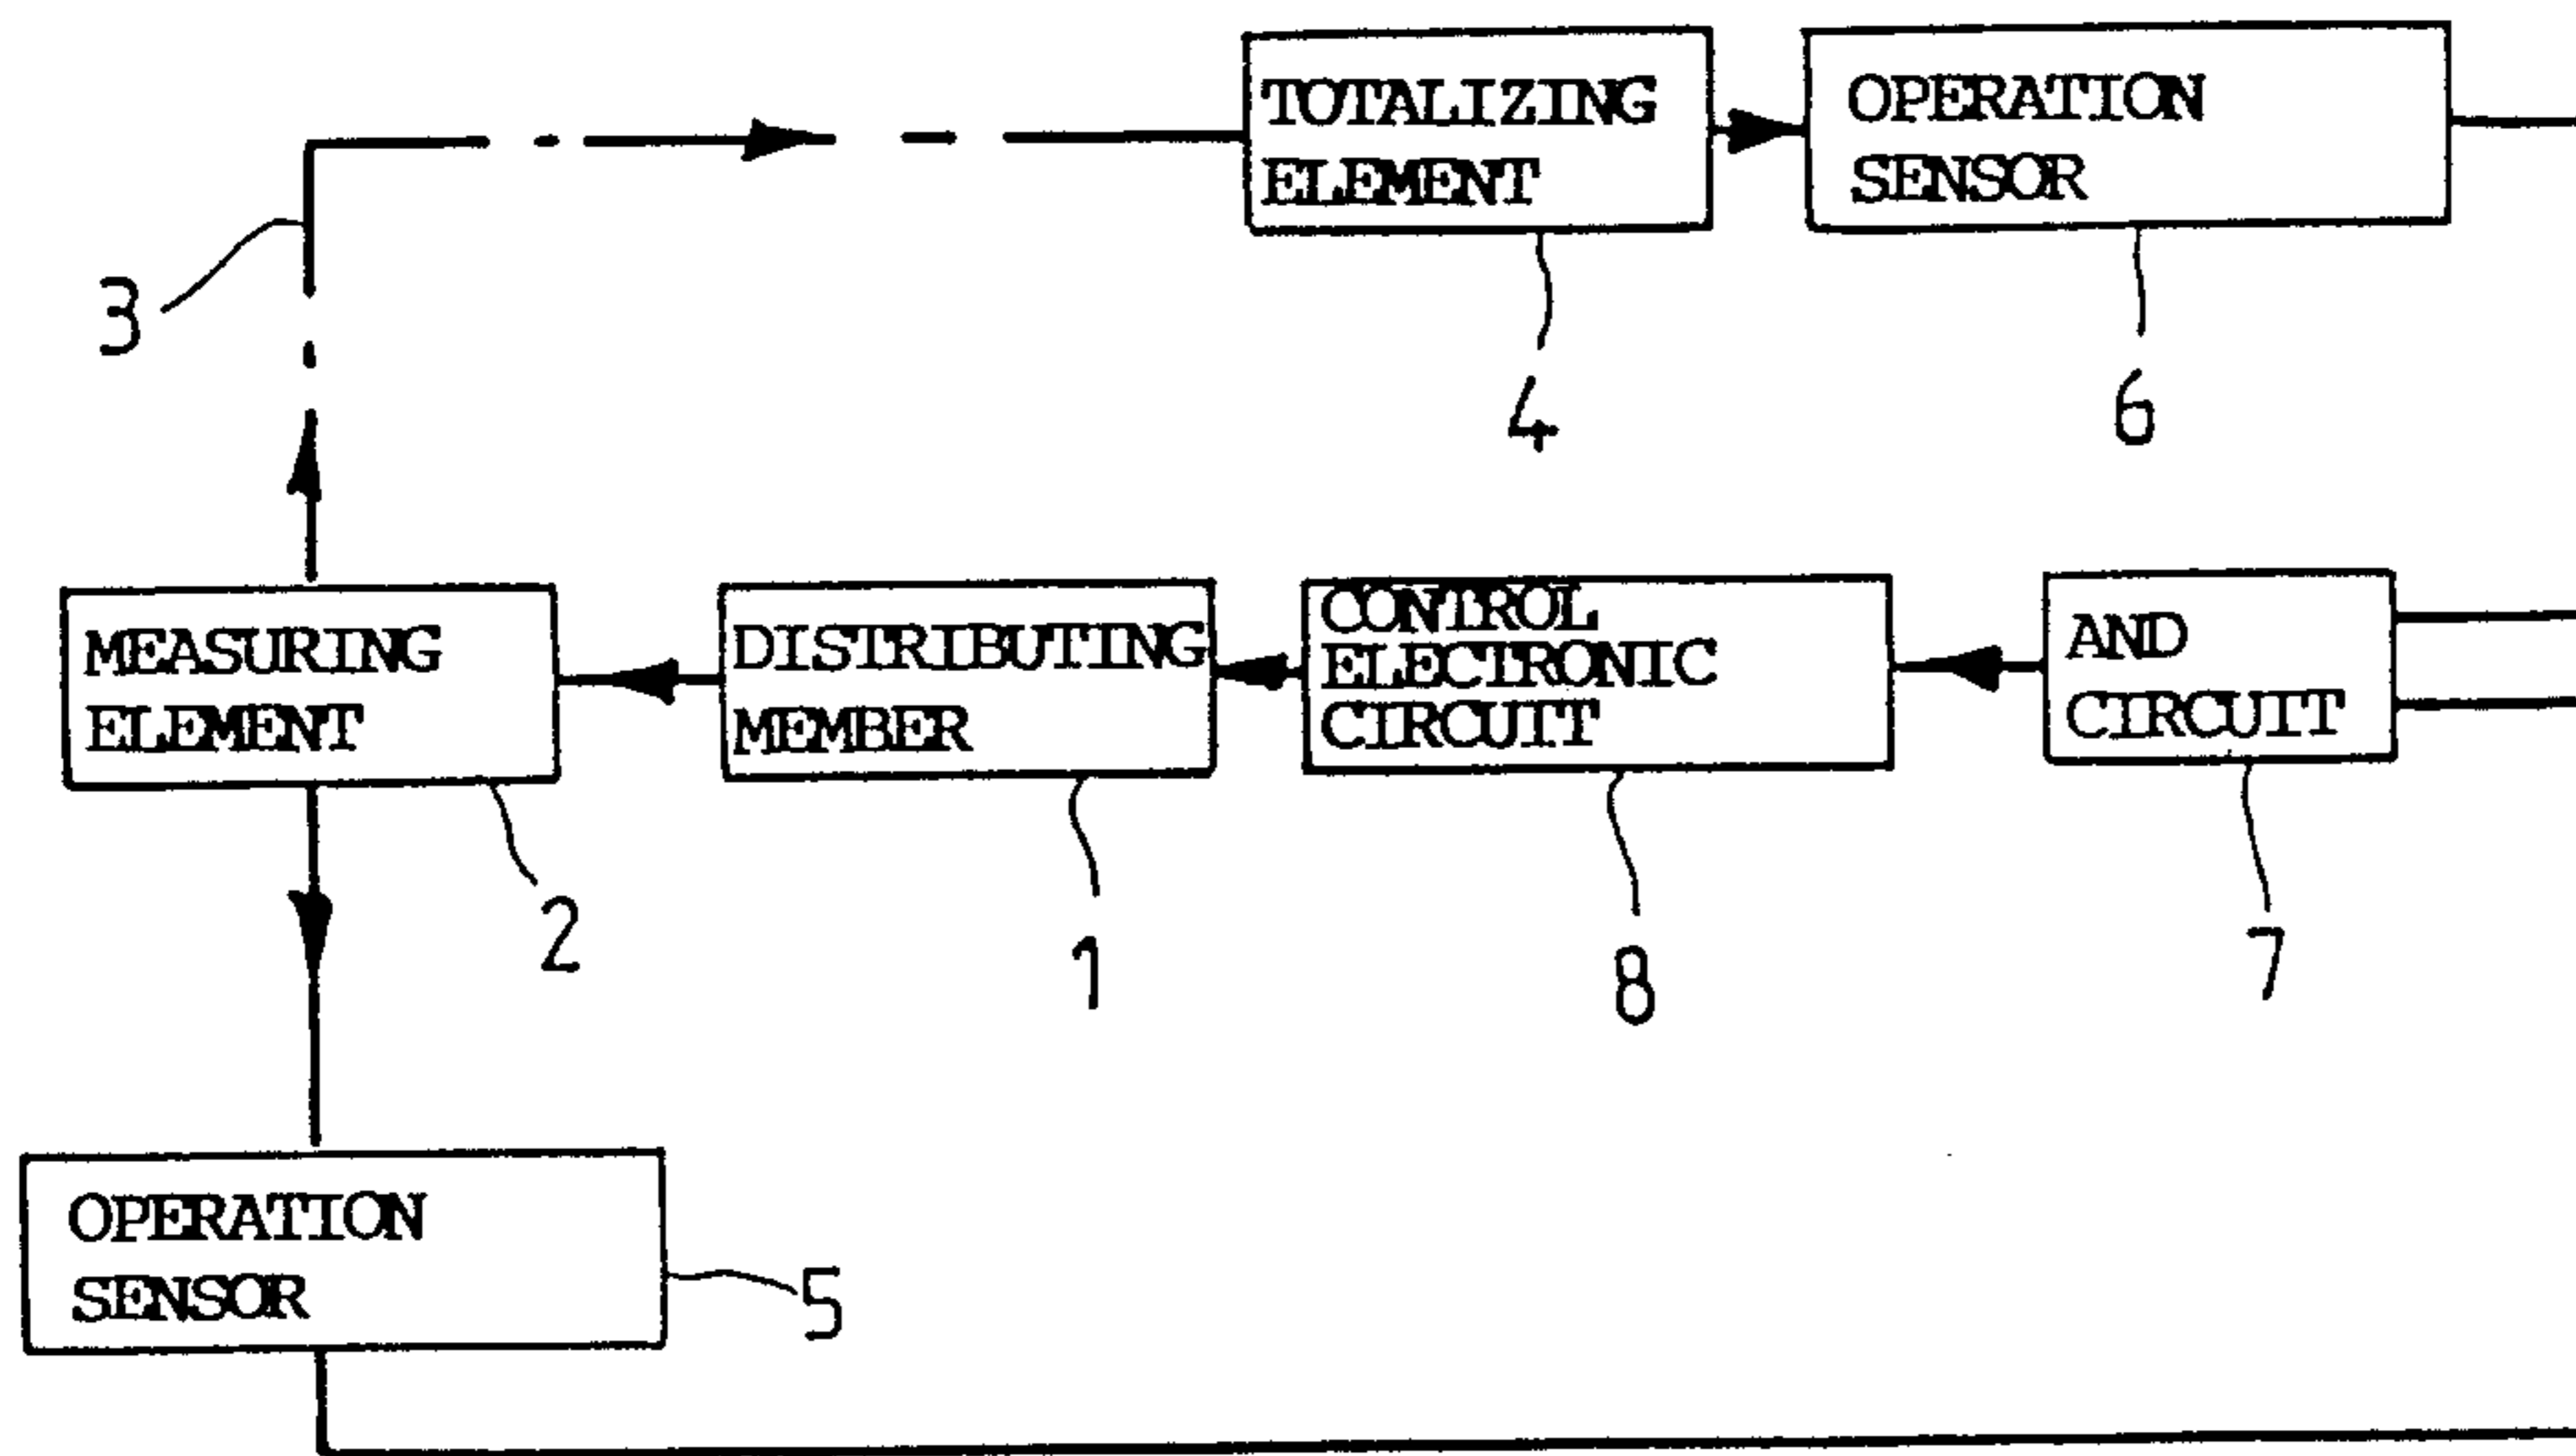 TOTALIZING
ELEMENT
OPERATION
SENSOR
3
4
6
MEASURING
ELEMENT
DISTRIBUTING
MEMBER
CONTROL
ELECTRONIC
CIRCUIT
AND
CIRCUIT
2
1
8
7
OPERATION
SENSOR
5